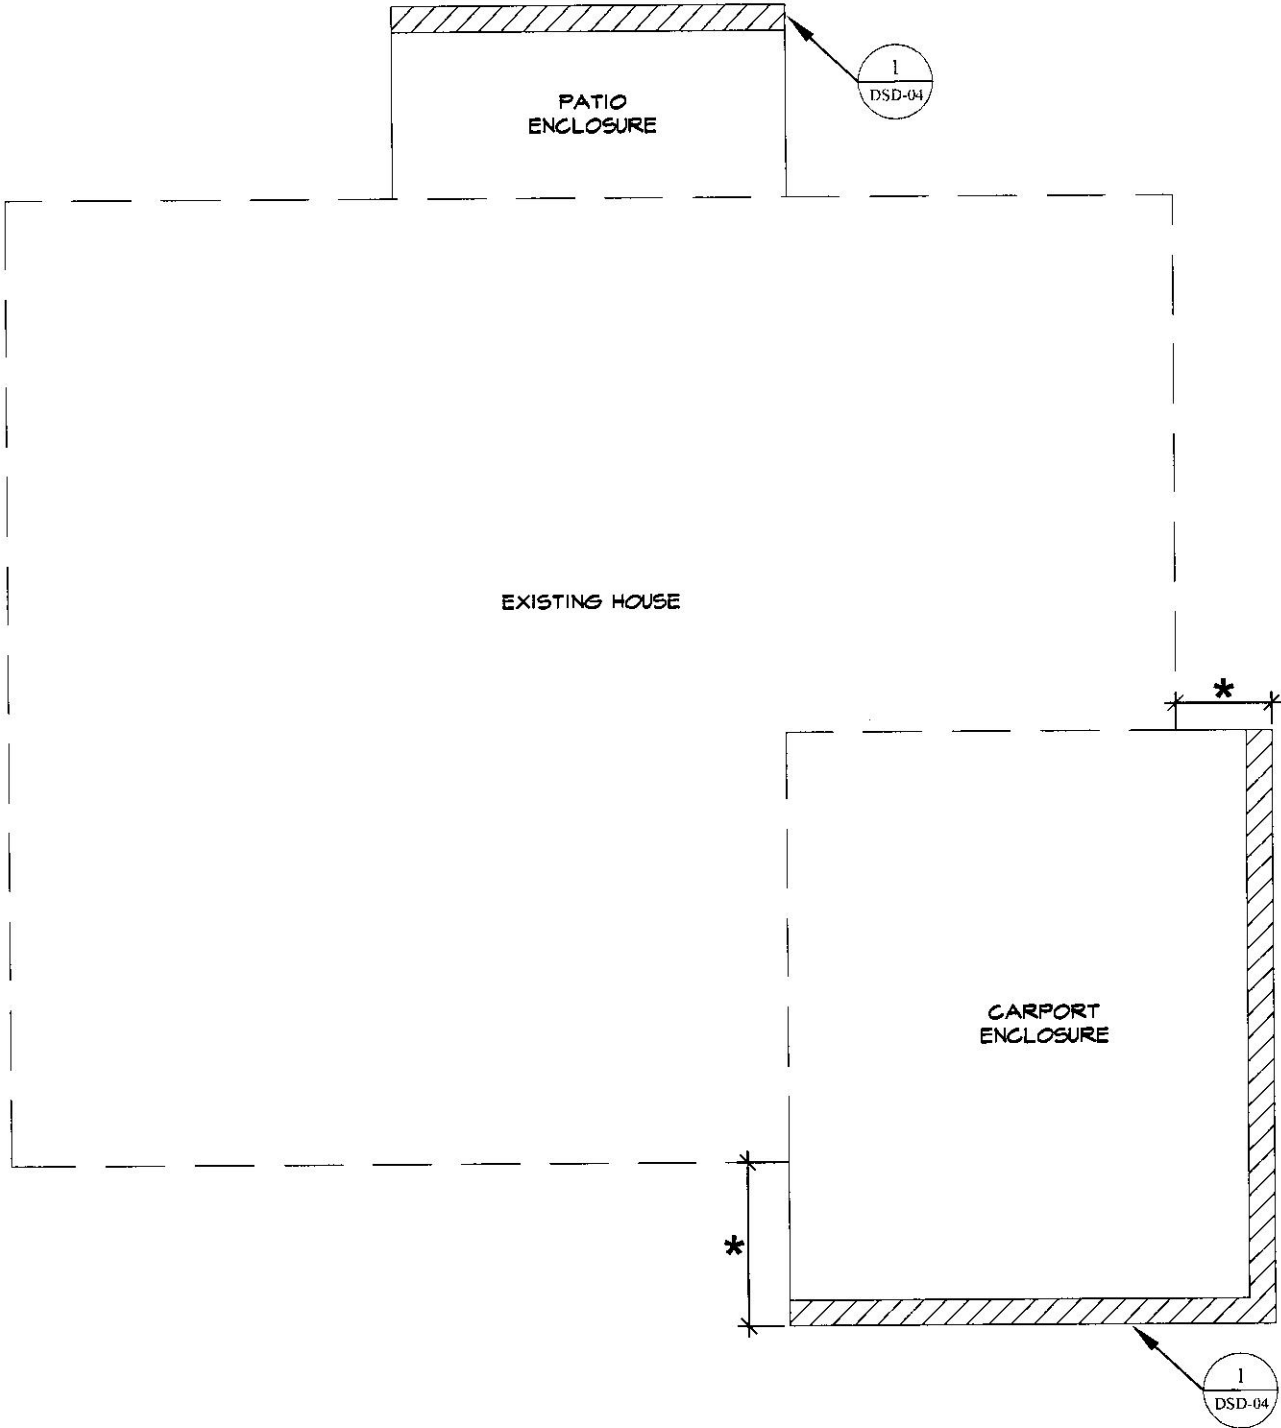 1
DSD-04
PATIO
ENCLOSURE
EXISTING HOUSE
*
CARPORT
ENCLOSURE
*
1
DSD-04